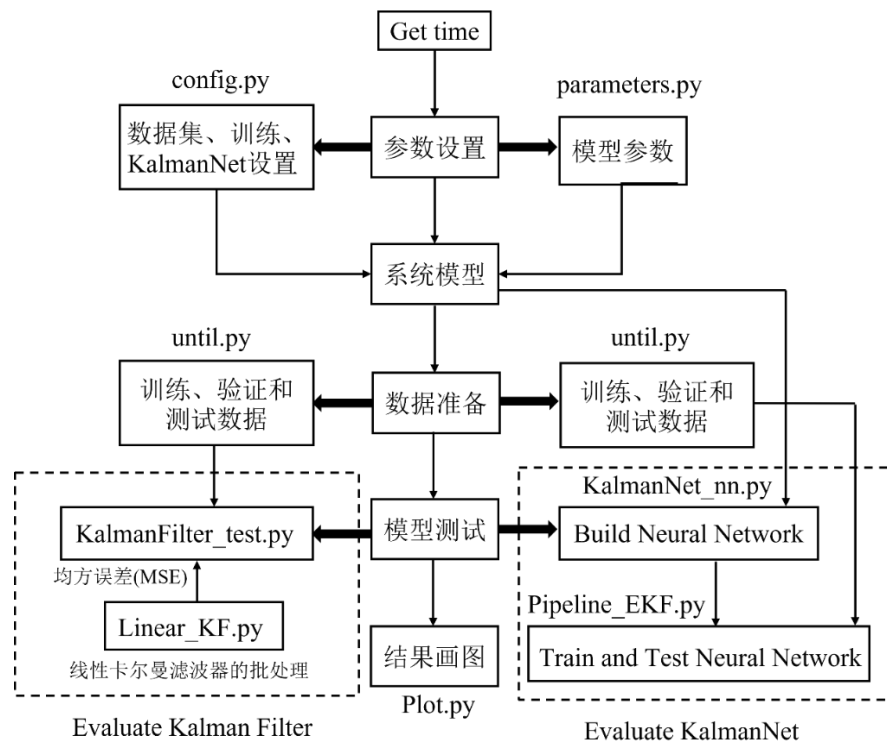 Get time
config.py
parameters.py
数据集、训练、
KalmanNet设置
参数设置
模型参数
系统模型
until.py
until.py
训练、验证和
测试数据
数据准备
训练、验证和
测试数据
KalmanNet_nn.py
KalmanFilter_test.py
模型测试
Build Neural Network
均方误差(MSE)
Pipeline_EKF.py
Linear_KF.py
线性卡尔曼滤波器的批处理
结果画图
Train and Test Neural Network
Plot.py
Evaluate Kalman Filter
Evaluate KalmanNet